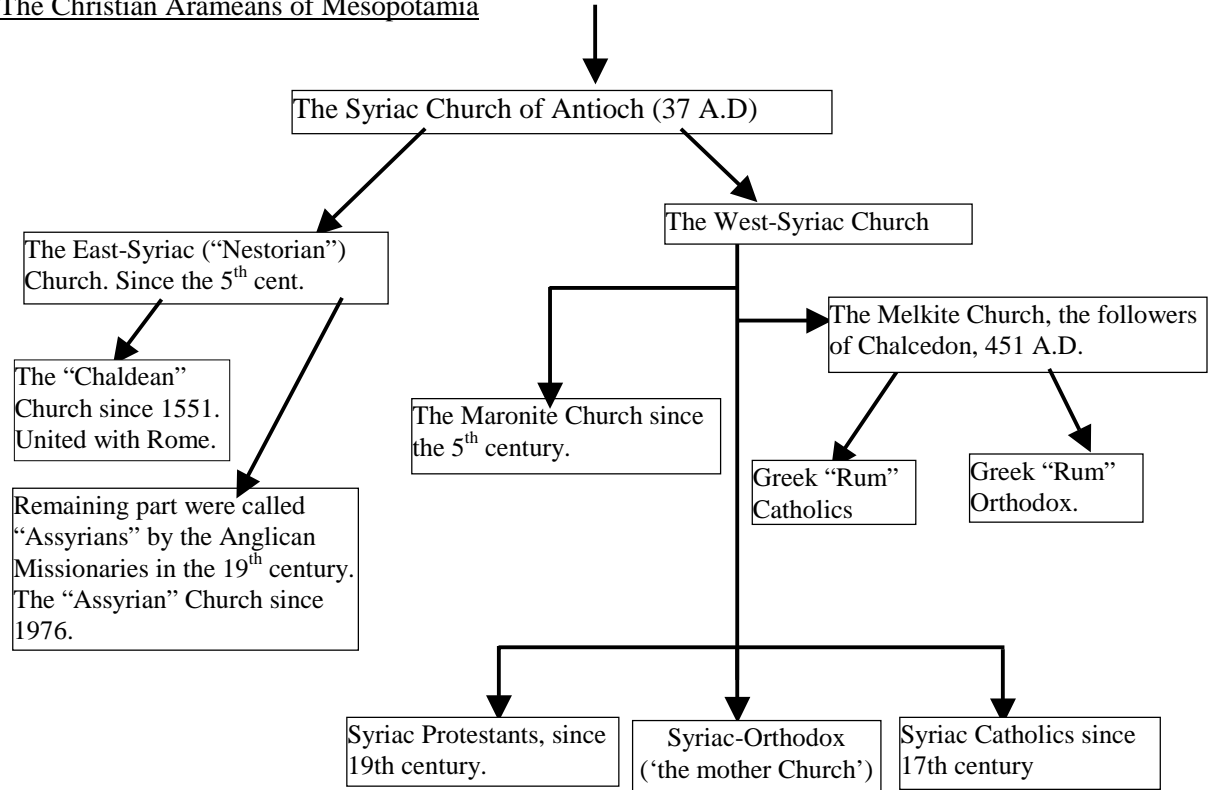 The Christian Arameans of Mesopotamia
The Syriac Church of Antioch (37 A.D)
The West-Syriac Church
The East-Syriac (“Nestorian”)
Church. Since the 5th cent.
The Melkite Church, the followers
of Chalcedon, 451 A.D.
The “Chaldean”
Church since 1551.
United with Rome.
The Maronite Church since
the 5th century.
Greek “Rum”
Catholics
Greek “Rum”
Orthodox.
Remaining part were called
“Assyrians” by the Anglican
Missionaries in the 19th century.
The “Assyrian” Church since
1976.
Syriac Protestants, since
19th century.
Syriac-Orthodox
(‘the mother Church’)
Syriac Catholics since
17th century